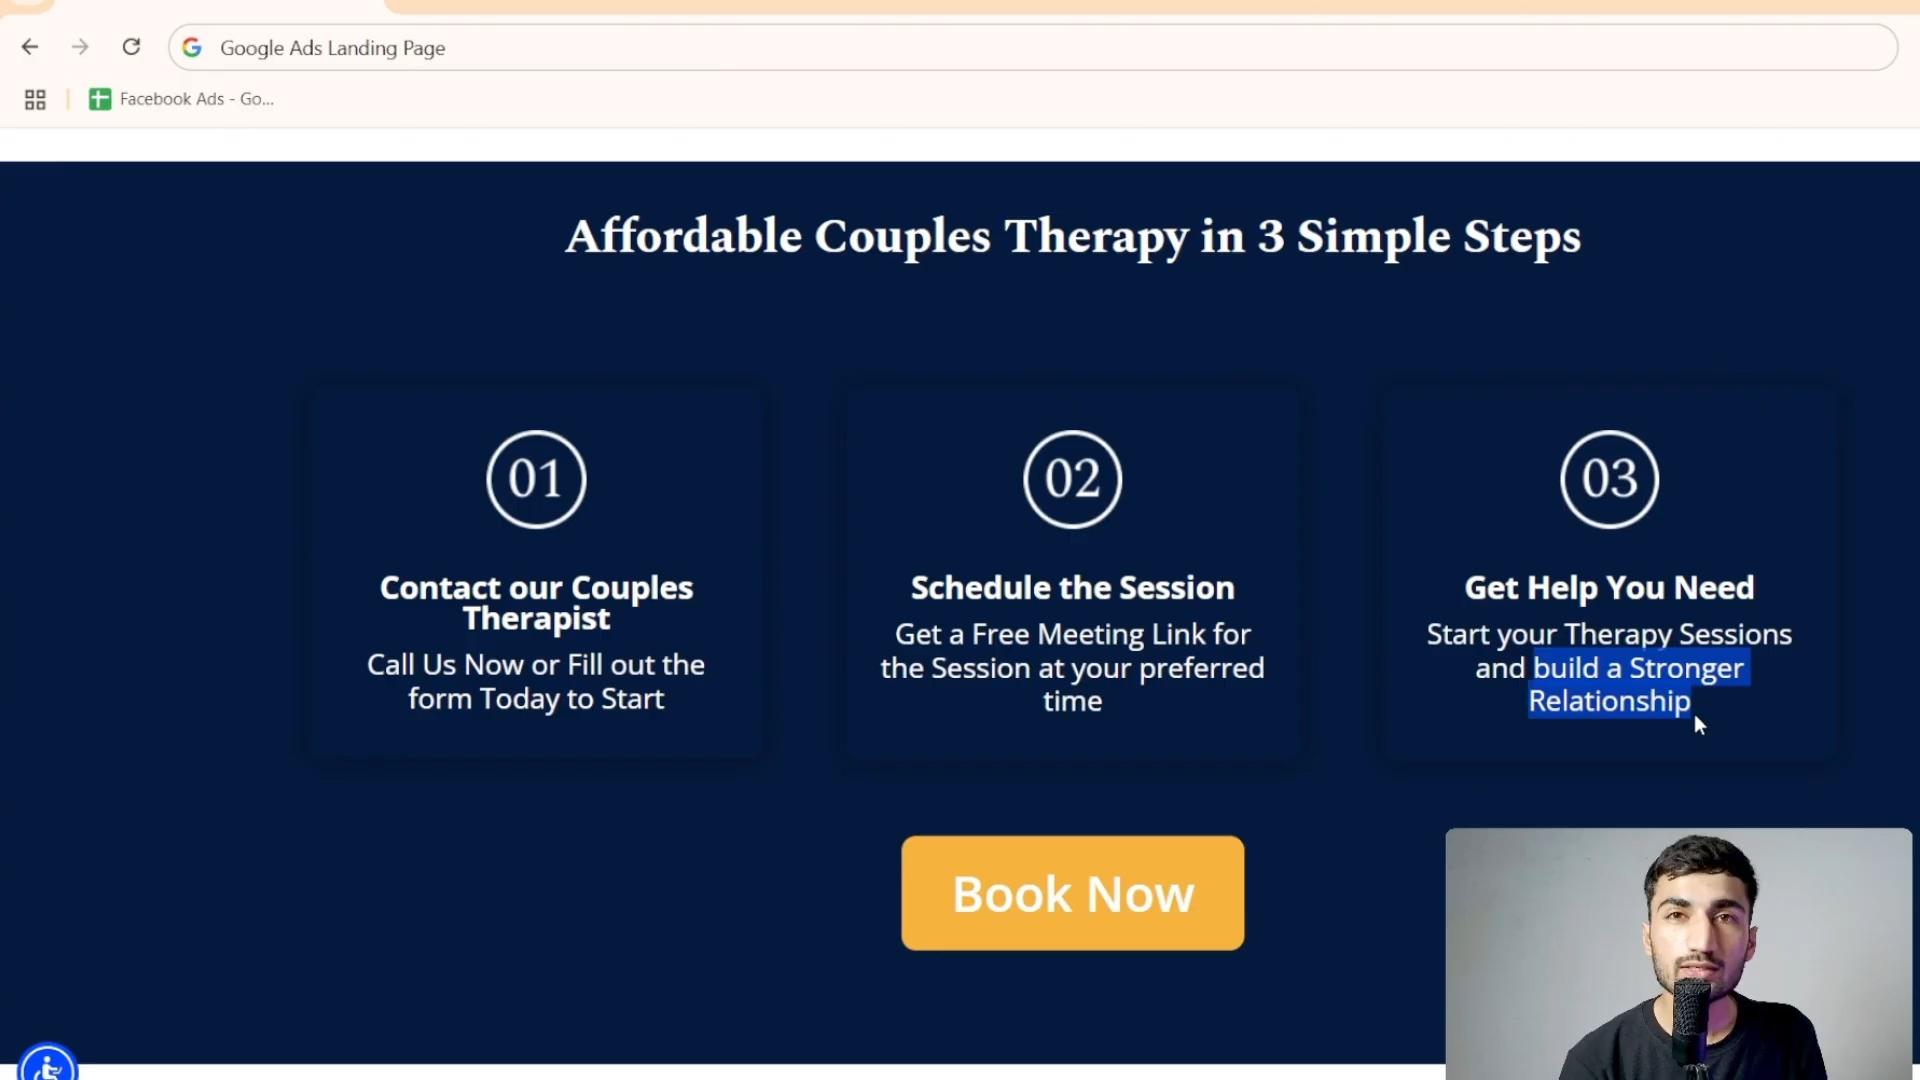 Google Ads Landing Page
Facebook Ads - Go...
Affordable Couples Therapy in 3 Simple Steps
01
Contact our Couples
Therapist
Call Us Now or Fill out the
form Today to Start
02
Schedule the Session
Get a Free Meeting Link for
the Session at your preferred
time
03
Get Help You Need
Start your Therapy Sessions
and build a Stronger
Relationship
Book Now